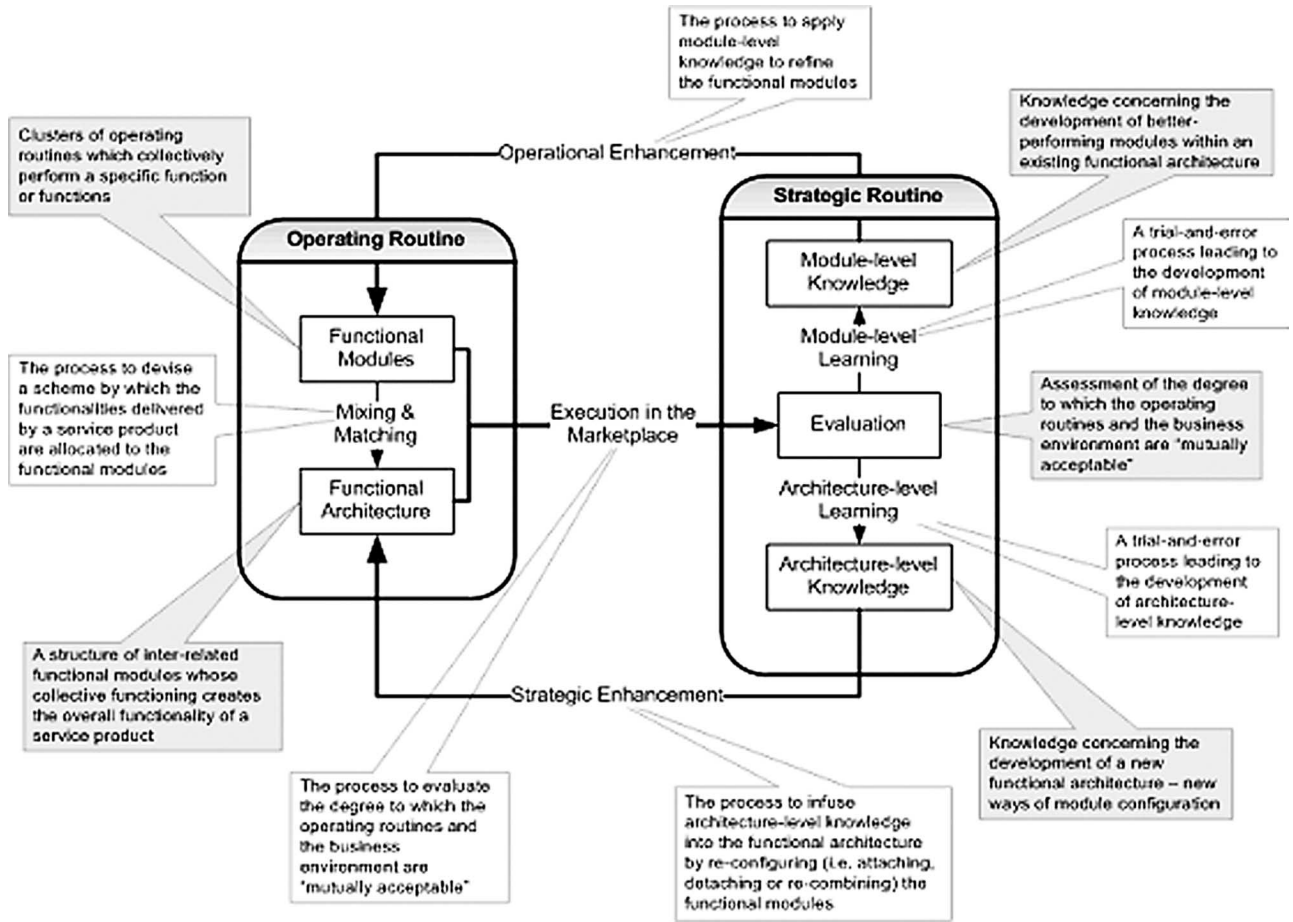 The process to apply
module-level
knowledge to refine
the functional modules
Knowledge concerning the
development of better-
performing modules within an
existing functional architecture
Clusters of operating
routines which collectively
perform a specific function
or functions
Operational Enhancement
Strategic Routine
Operating Routine
Module-level
Knowledge
A trial-and-error
process leading to
the development
of module-level
knowledge
Functional
Modules
Module-level
Learning
The process to devise
a scheme by which the
functionalities delivered
by a service product
are allocated to the
functional modules
Mixing &
Matching
Execution in the
Marketplace
Evaluation
Assessment of the degree
to which the operating
routines and the business
environment are "mutually
acceptable"
Functional
Architecture
Architecture-level
Learning
Architecture-level
Knowledge
A trial-and-error
process leading to
the development
of architecture-
level knowledge
A structure of inter-related
functional modules whose
collective functioning creates
the overall functionality of a
service product
Strategic Enhancement
The process to evaluate
the degree to which the
operating routines and
the business
environment are
"mutually acceptable"
The process to infuse
architecture-level knowledge
into the functional architecture
by re-configuring (i.e. attaching,
detaching or re-combining) the
functional modules
Knowledge concerning the
development of a new
functional architecture – new
ways of module configuration